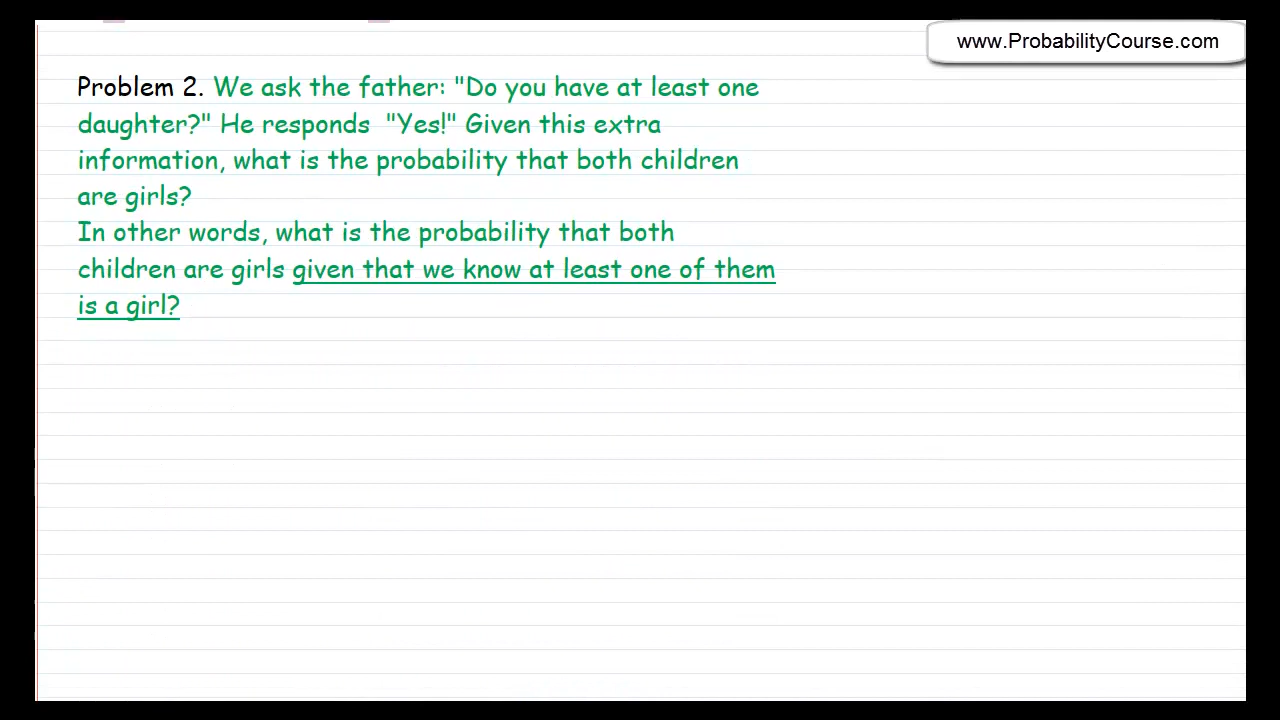 www.ProbabilityCourse.com
Problem 2. We ask the father: "Do you have at least one
daughter?" He responds "Yes!" Given this extra
information, what is the probability that both children
are girls?
In other words, what is the probability that both
children are girls given that we know at least one of them
is a girl?